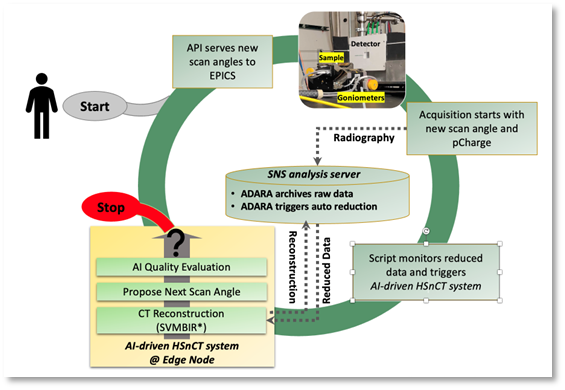 API serves new
scan angles to
EPICS
Detector
Sample
Goniometers
Start
Acquisition starts with
new scan angle and
pCharge
Radiography
SNS analysis server
• ADARA archives raw data
• ADARA triggers auto reduction
Stop
?
Reconstruction
Reduced Data
Script monitors reduced
data and triggers
AI-driven HSnCT system
AI Quality Evaluation
Propose Next Scan Angle
CT Reconstruction
(SVMBIR*)
AI-driven HSnCT system
@ Edge Node